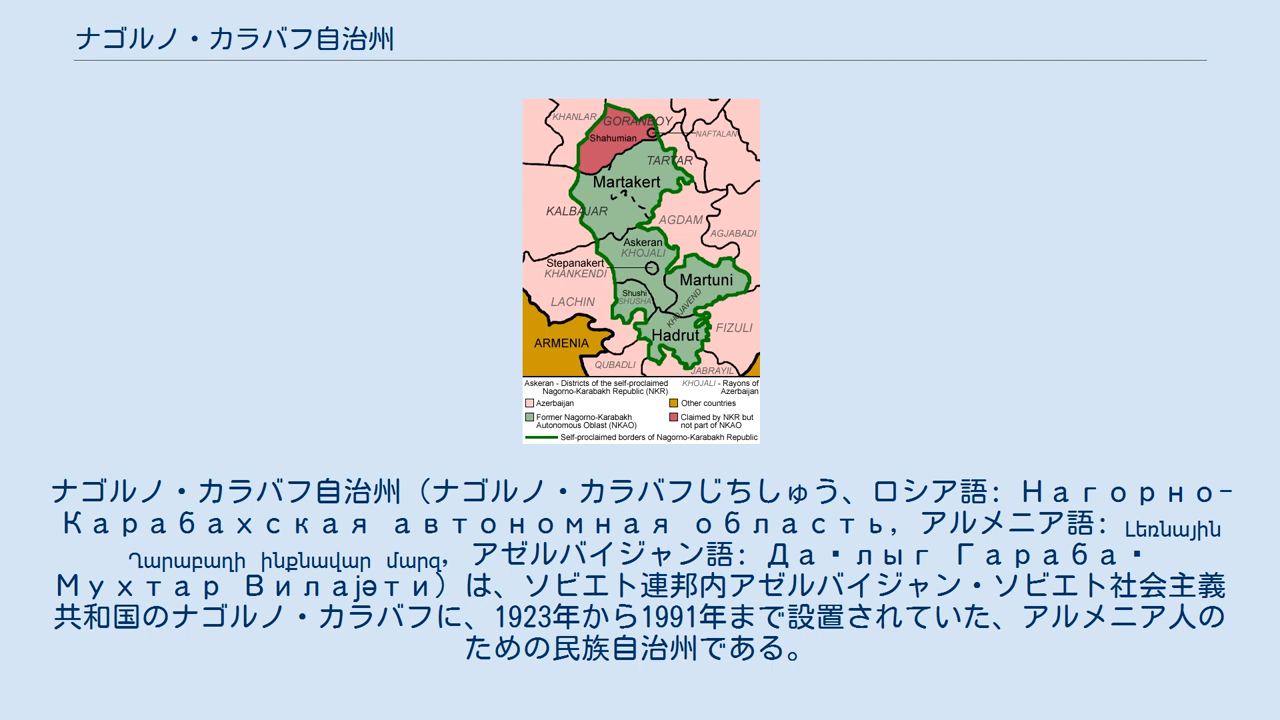 ナゴルノ・カラバフ自治州
KHANLAR
GORANBOY
Shahumian
NAFTALAN
TARTAR
Martakert
KALBAJAR
AGDAM
AGJABADI
Askeran
KHOJALI
Stepanakert
KHANKENDI
Martuni
Shushi
SHUSHA
LACHIN
KHOJAVEND
FIZULI
Hadrut
ARMENIA
QUBADLI
JABRAYIL
Askeran - Districts of the self-proclaimed
Nagorno-Karabakh Republic (NKR)
KHOJALI - Rayons of
Azerbaijan
Azerbaijan
Other countries
Former Nagorno-Karabakh
Autonomous Oblast (NKAO)
Claimed by NKR but
not part of NKAO
Self-proclaimed borders of Nagorno-Karabakh Republic
ナゴルノ・カラバフ自治州（ナゴルノ・カラバフじちしゅう、ロシア語: Нагорно-
Карабахская автономная область, アルメニア語: Լեռնային
Ղարաբաղի ինքնավար մարզ, アゼルバイジャン語: Да▪лыг Гараба▪
Мухтар Вилајәти）は、ソビエト連邦内アゼルバイジャン・ソビエト社会主義
共和国のナゴルノ・カラバフに、1923年から1991年まで設置されていた、アルメニア人の
ための民族自治州である。